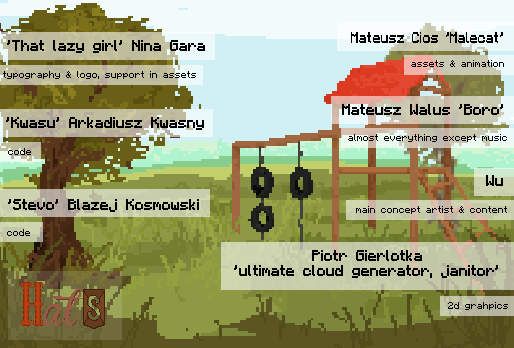 'That lazy girl' Nina Gara
typography & logo, support in assets
'Kwasu' Arkadiusz Kwasny
code
'Stevo' Blazej Kosmowski
code
Mateusz Cios 'Malecat'
assets & animation
Mateusz Walus 'Boro'
almost everything except music
Wu
main concept artist & content
Piotr Gierlotka
'ultimate cloud generator, janitor'
2d grahpics
Hats